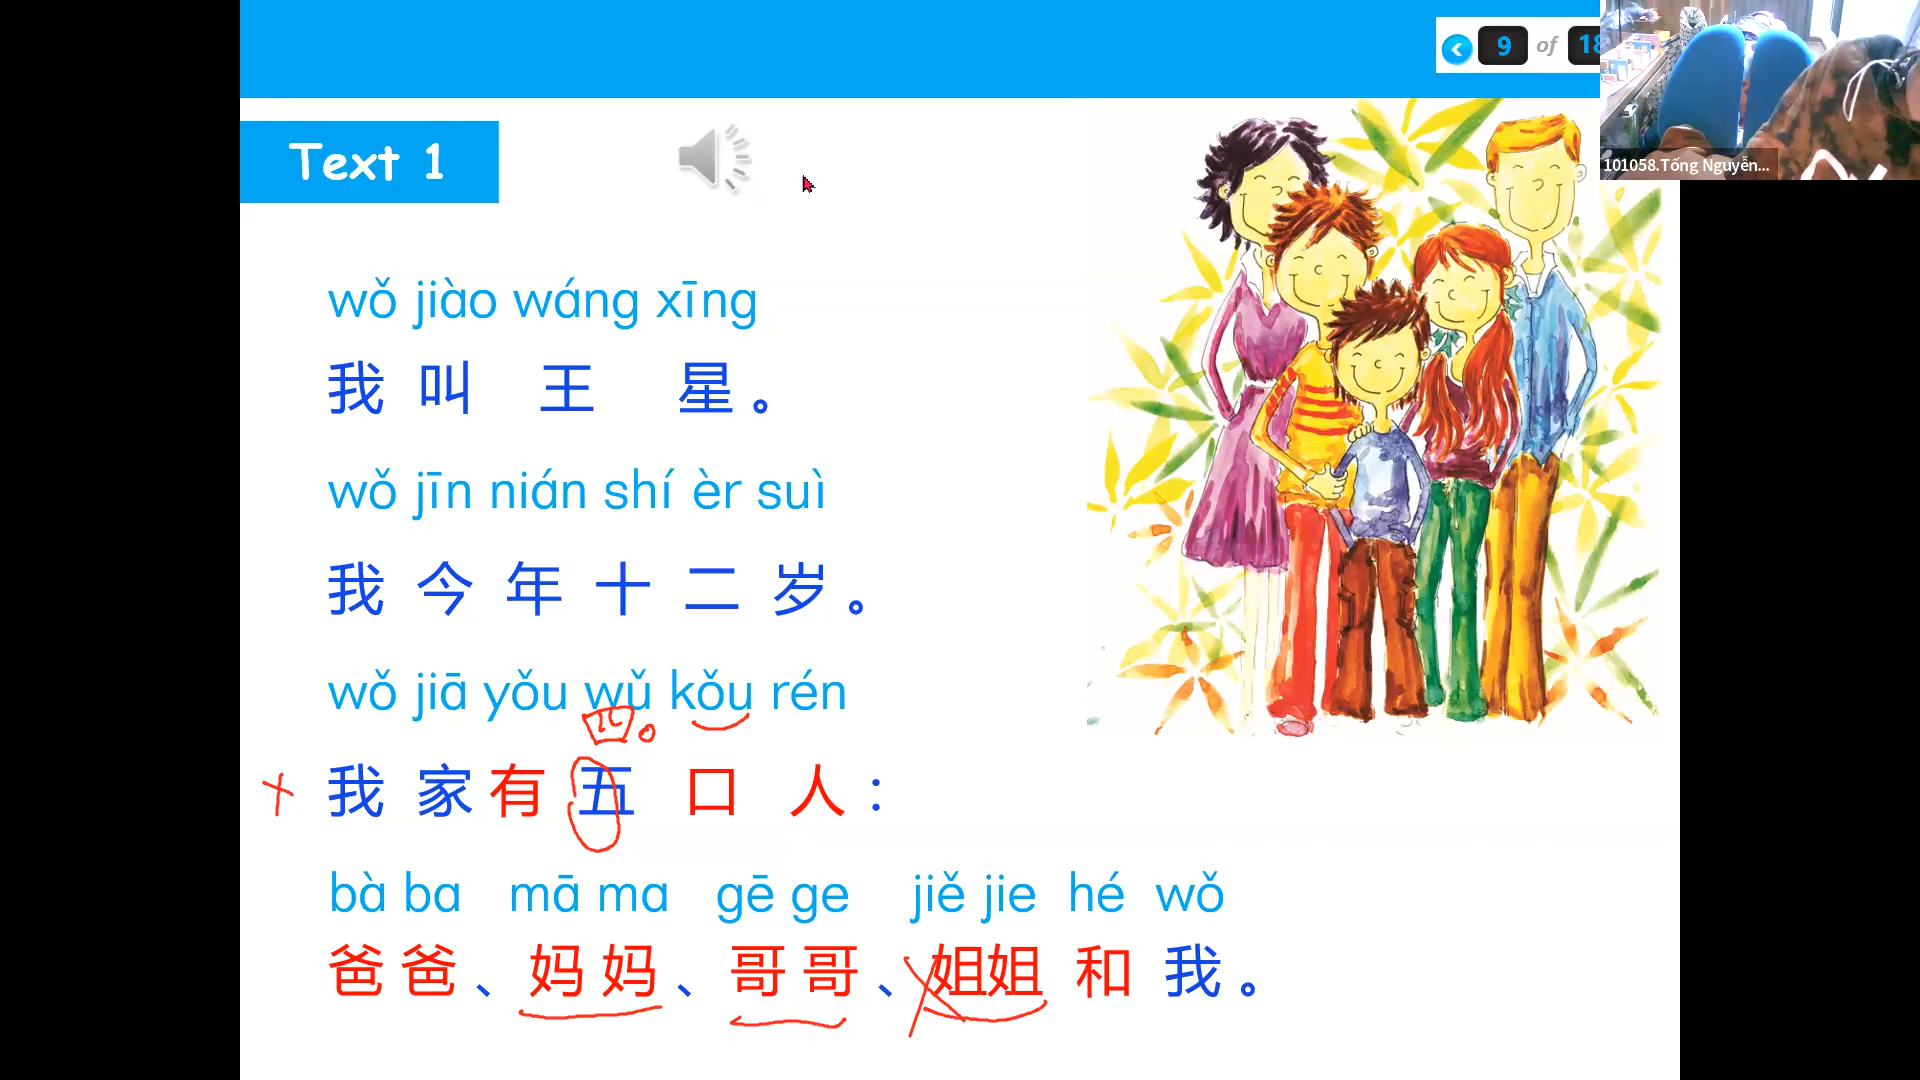 9 of 18
101058.Tống Nguyễn...
Text 1
wǒ jiào wáng xīng
我 叫 王 星。
wǒ jīn nián shí èr suì
我 今 年 十 二 岁。
wǒ jiā yǒu wǔ kǒu rén
四。
我 家 有 五 口 人：
bà ba mā ma gē ge jiě jie hé wǒ
爸爸、妈妈、哥哥、姐姐 和 我。